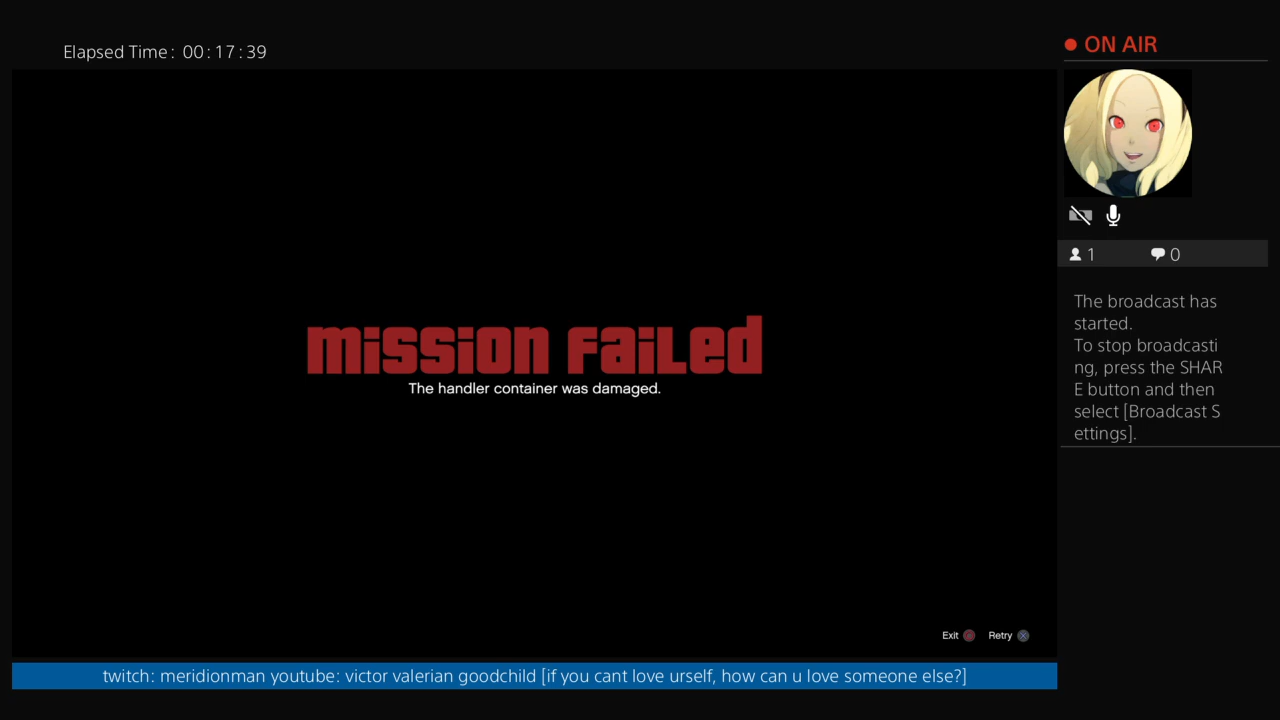 Elapsed Time: 00:17:39
ON AIR
1
0
The broadcast has
started.
To stop broadcasti
ng, press the SHAR
E button and then
select [Broadcast S
ettings].
mission failed
The handler container was damaged.
Exit
Retry
twitch: meridionman youtube: victor valerian goodchild [if you cant love urself, how can u love someone else?]